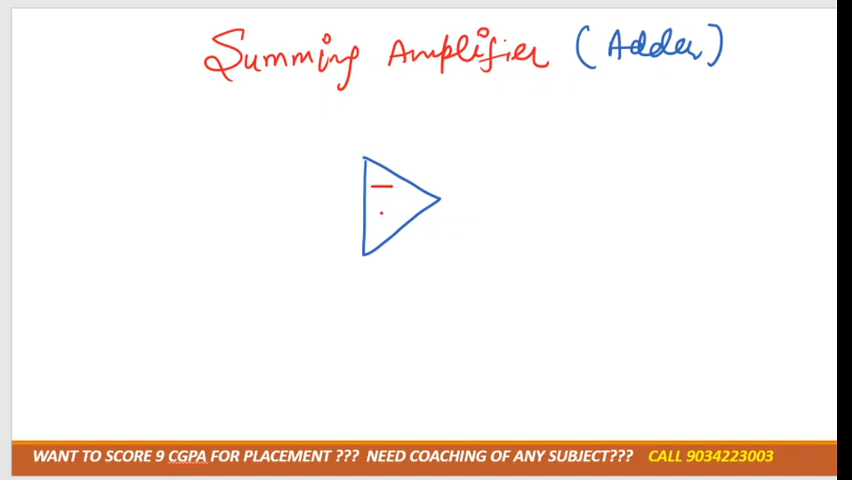 Summing Amplifier (Adder)
–
WANT TO SCORE 9 CGPA FOR PLACEMENT ??? NEED COACHING OF ANY SUBJECT??? CALL 9034223003